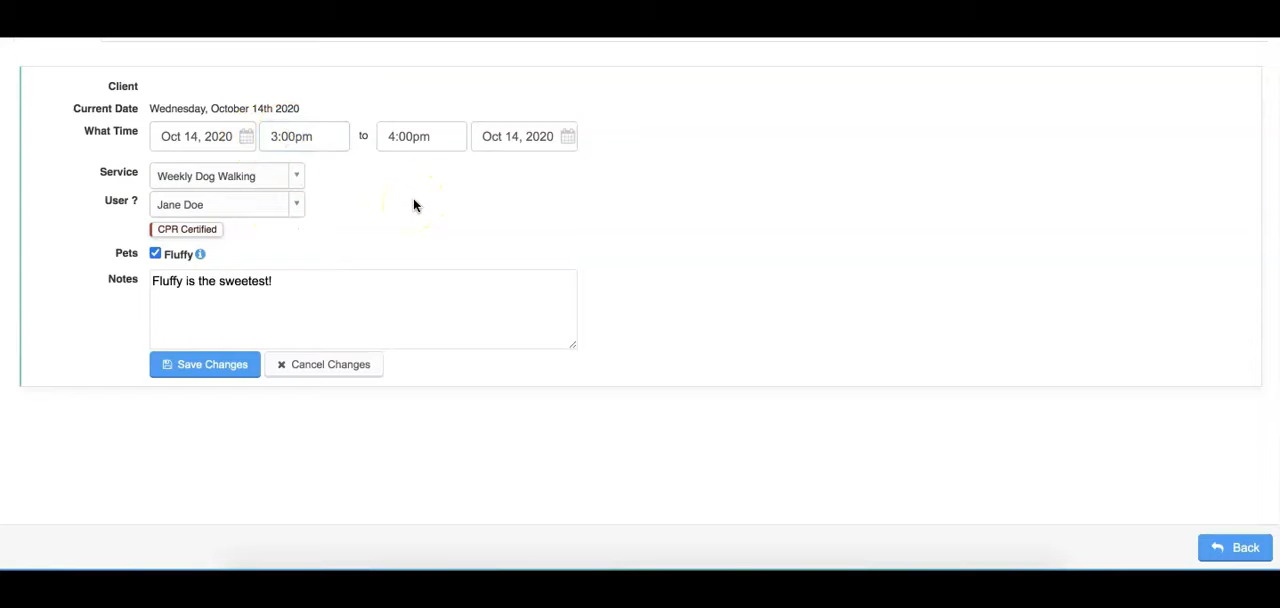 Client
Current Date Wednesday, October 14th 2020
What Time Oct 14, 2020 3:00pm to 4:00pm Oct 14, 2020
Service Weekly Dog Walking
User ? Jane Doe
CPR Certified
Pets Fluffy
Notes Fluffy is the sweetest!
Save Changes Cancel Changes
Back